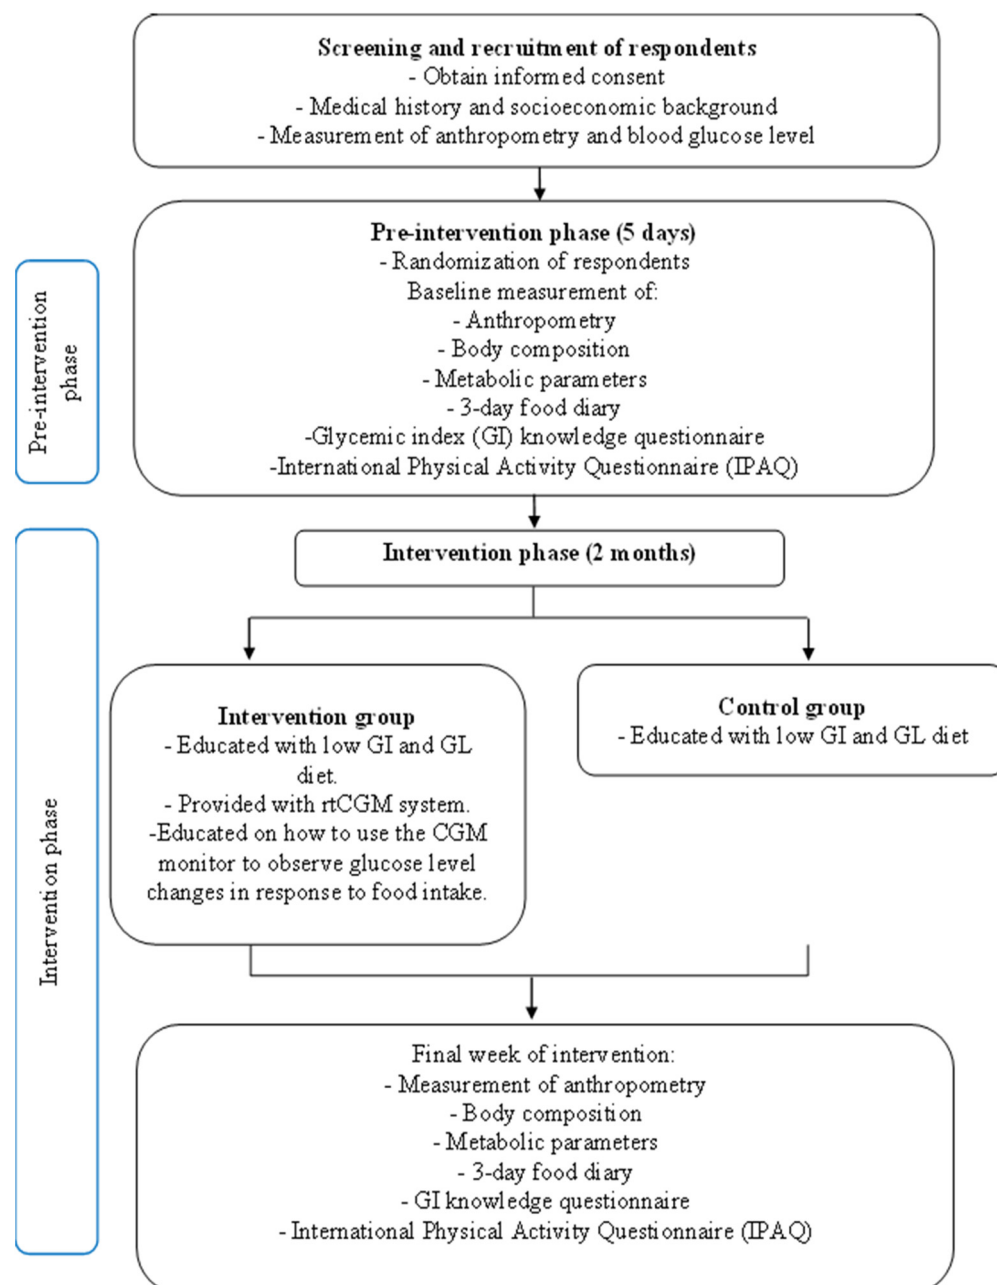 Screening and recruitment of respondents
- Obtain informed consent
- Medical history and socioeconomic background
- Measurement of anthropometry and blood glucose level
Pre-intervention
phase
Pre-intervention phase (5 days)
- Randomization of respondents
Baseline measurement of:
- Anthropometry
- Body composition
- Metabolic parameters
- 3-day food diary
-Glycemic index (GI) knowledge questionnaire
-International Physical Activity Questionnaire (IPAQ)
Intervention phase
Intervention phase (2 months)
Intervention group
- Educated with low GI and GL
diet.
- Provided with rtCGM system.
-Educated on how to use the CGM
monitor to observe glucose level
changes in response to food intake.
Control group
- Educated with low GI and GL diet
Final week of intervention:
- Measurement of anthropometry
- Body composition
- Metabolic parameters
- 3-day food diary
- GI knowledge questionnaire
- International Physical Activity Questionnaire (IPAQ)